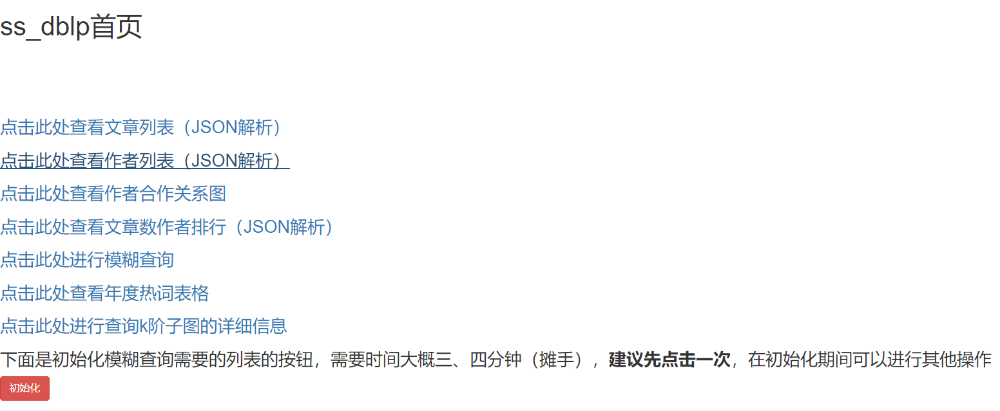 ss_dblp首页
点击此处查看文章列表（JSON解析）
点击此处查看作者列表（JSON解析）
点击此处查看作者合作关系图
点击此处查看文章数作者排行（JSON解析）
点击此处进行模糊查询
点击此处查看年度热词表格
点击此处进行查询k阶子图的详细信息
下面是初始化模糊查询需要的列表的按钮，需要时间大概三、四分钟（摊手），建议先点击一次，在初始化期间可以进行其他操作
初始化